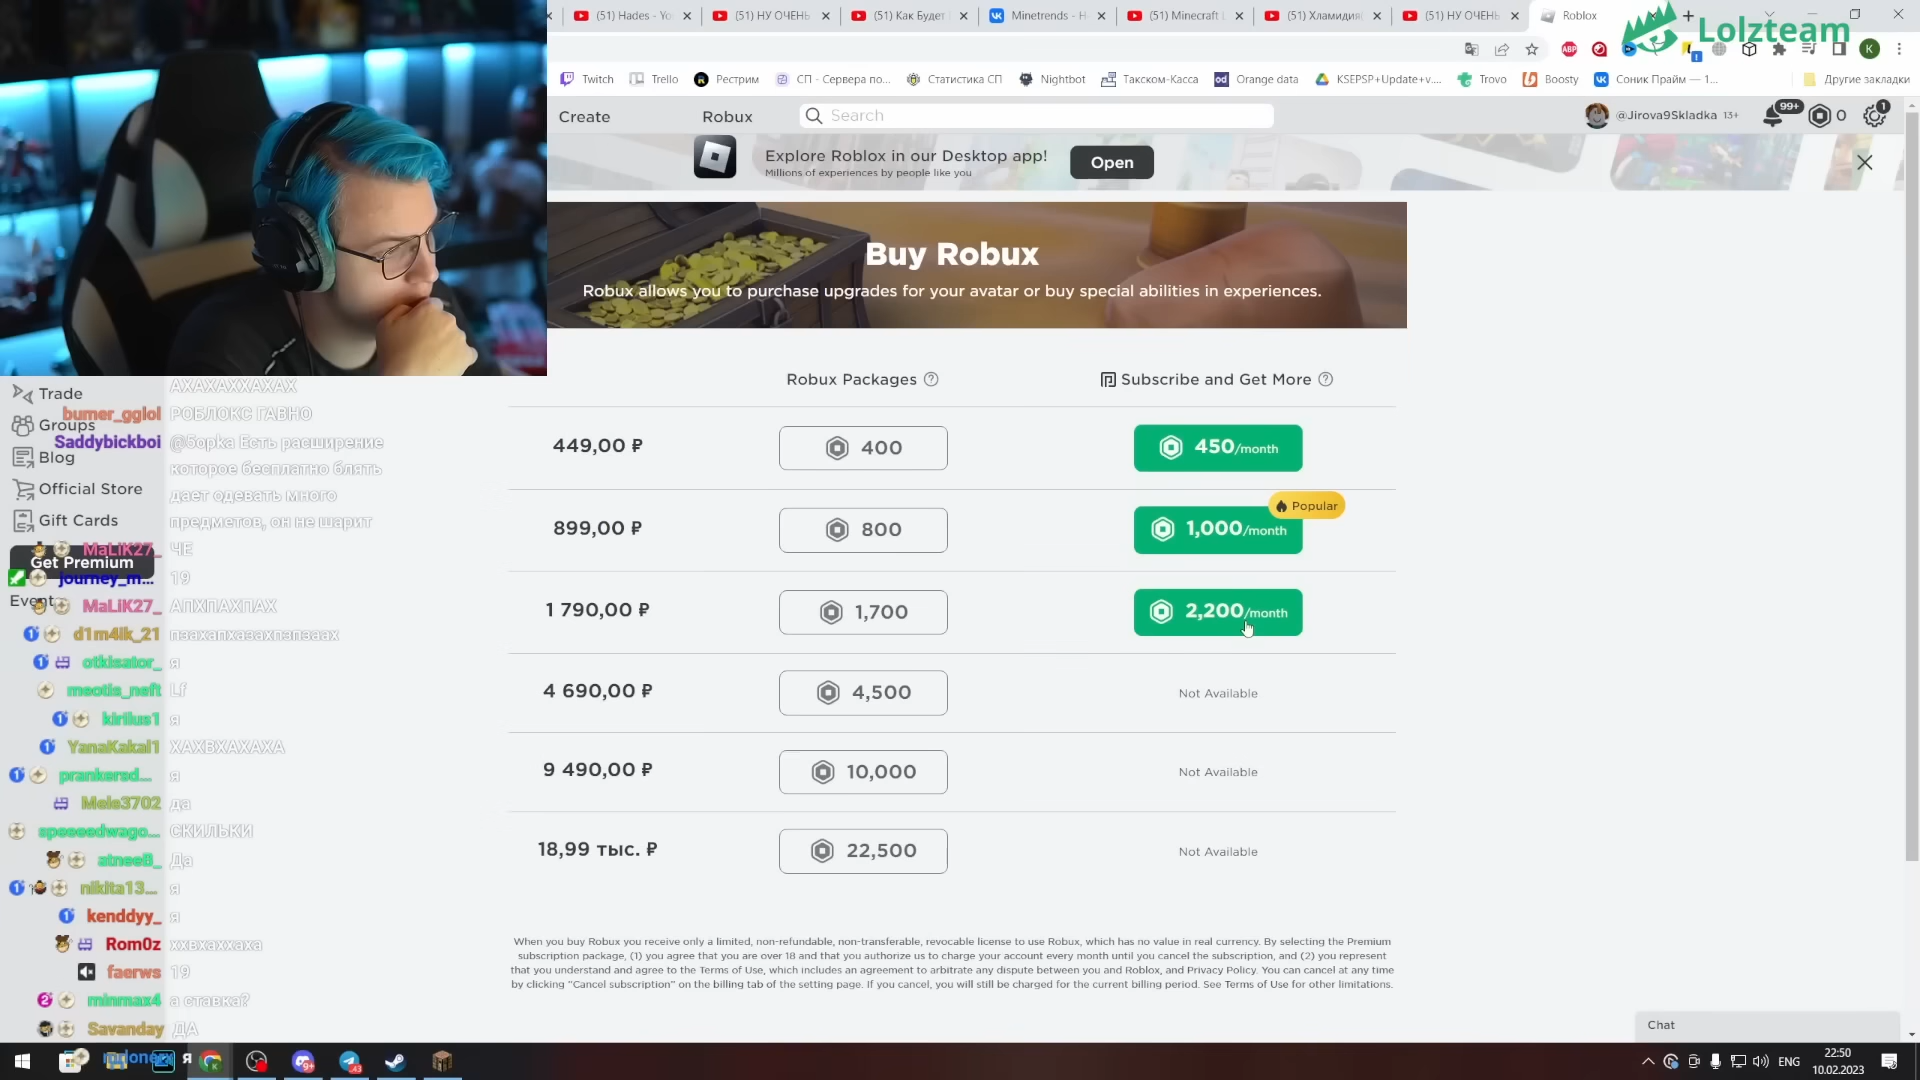 (51) Hades - Yo
(51) НУ ОЧЕНЬ
(51) Как Будет
Minetrends - H
(51) Minecraft
(51) Хламидия
(51) НУ ОЧЕНЬ
Roblox
Lolzteam
ABP
K
Twitch
Trello
Рестрим
СП - Сервера по...
Статистика СП
Nightbot
Такском-Касса
Orange data
KSEPSP+Update+v....
Trovo
Boosty
Соник Прайм — 1...
Другие закладки
Create
Robux
Search
@Jirova9Skladka 13+
99+
0
1
Explore Roblox in our Desktop app!
Millions of experiences by people like you
Open
Buy Robux
Robux allows you to purchase upgrades for your avatar or buy special abilities in experiences.
Robux Packages
Subscribe and Get More
449,00 ₽ 400 450/month
Popular
899,00 ₽ 800 1,000/month
1 790,00 ₽ 1,700 2,200/month
4 690,00 ₽ 4,500 Not Available
9 490,00 ₽ 10,000 Not Available
18,99 тыс. ₽ 22,500 Not Available
When you buy Robux you receive only a limited, non-refundable, non-transferable, revocable license to use Robux, which has no value in real currency. By selecting the Premium
subscription package, (1) you agree that you are over 18 and that you authorize us to charge your account every month until you cancel the subscription, and (2) you represent
that you understand and agree to the Terms of Use, which includes an agreement to arbitrate any dispute between you and Roblox, and Privacy Policy. You can cancel at any time
by clicking "Cancel subscription" on the billing tab of the setting page. If you cancel, you will still be charged for the current billing period. See Terms of Use for other limitations.
Trade
Groups
Blog
Official Store
Gift Cards
Get Premium
Event
АХАХАХХАХАХ
bumer_gglol РОБЛОКС ГАВНО
Saddybickboi @5opka Есть расширение
которое бесплатно блять
дает одевать много
предметов, он не шарит
MaLiK27_ ЧЕ
journey_m... 19
MaLiK27_ АПХПАХПАХ
d1m4ik_21 пзахапхазахпзпзаах
otkisator_ я
meotis_neft Lf
kirilus1 я
YanaKakal1 ХАХВХАХАХА
prankersd... я
Mele3702 да
speeedwago... СКИЛЬКИ
atneeB_ Да
nikita13... я
kenddyy_ я
Rom0z ххвхаххаха
faerws 19
minmax4 а ставка?
Savanday ДА
я
Chat
ENG
22:50
10.02.2023